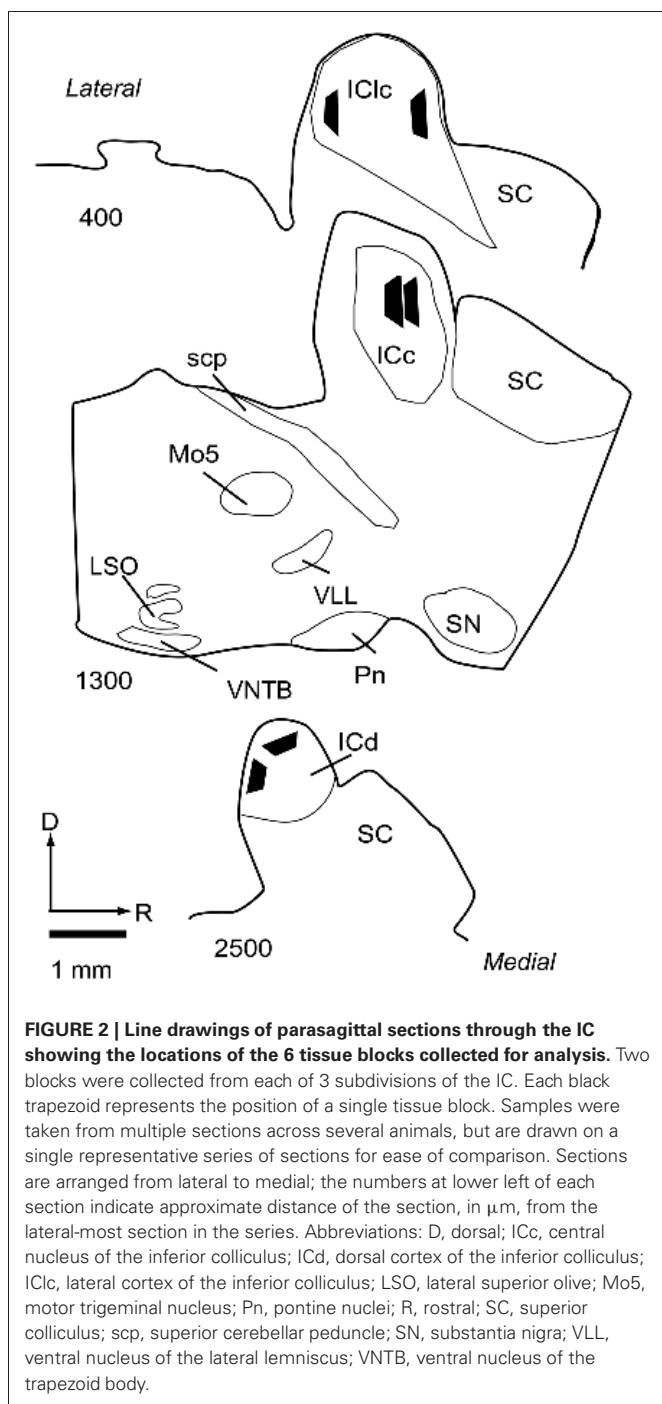 Lateral
IClc
SC
400
scp
ICc
SC
Mo5
LSO
VLL
SN
VNTB
Pn
1300
ICd
D
SC
R
2500
1 mm
Medial
FIGURE 2 | Line drawings of parasagittal sections through the IC
showing the locations of the 6 tissue blocks collected for analysis. Two
blocks were collected from each of 3 subdivisions of the IC. Each black
trapezoid represents the position of a single tissue block. Samples were
taken from multiple sections across several animals, but are drawn on a
single representative series of sections for ease of comparison. Sections
are arranged from lateral to medial; the numbers at lower left of each
section indicate approximate distance of the section, in μm, from the
lateral-most section in the series. Abbreviations: D, dorsal; ICc, central
nucleus of the inferior colliculus; ICd, dorsal cortex of the inferior colliculus;
IClc, lateral cortex of the inferior colliculus; LSO, lateral superior olive; Mo5,
motor trigeminal nucleus; Pn, pontine nuclei; R, rostral; SC, superior
colliculus; scp, superior cerebellar peduncle; SN, substantia nigra; VLL,
ventral nucleus of the lateral lemniscus; VNTB, ventral nucleus of the
trapezoid body.